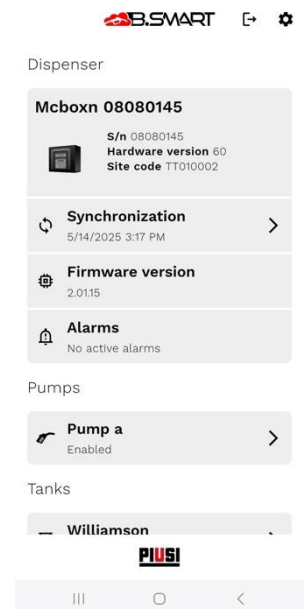 B.SMART
Dispenser
Mcboxn 08080145
S/n 08080145
Hardware version 60
Site code TT010002
Synchronization
5/14/2025 3:17 PM
Firmware version
2.01.15
Alarms
No active alarms
Pumps
Pump a
Enabled
Tanks
Williamson
PIUSI